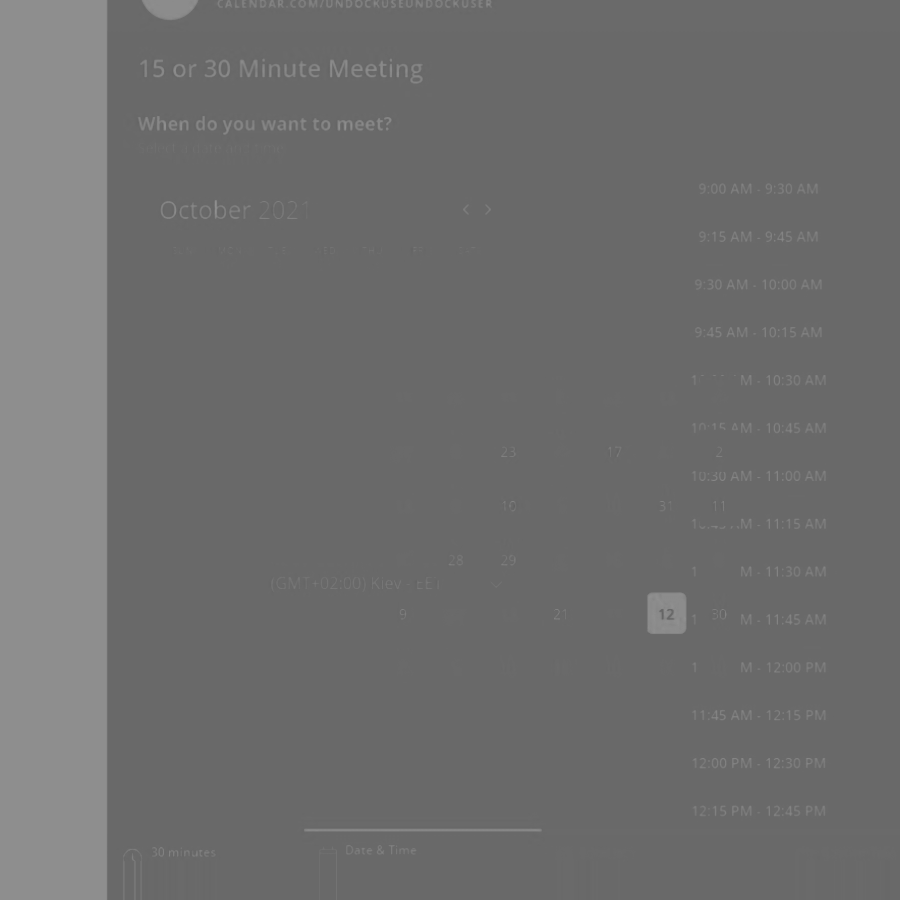 CALENDAR.COM/UNDOCKUSEUNDOCKUSER
15 or 30 Minute Meeting
When do you want to meet?
October 2021
9:00 AM - 9:30 AM
9:15 AM - 9:45 AM
9:30 AM - 10:00 AM
9:45 AM - 10:15 AM
M - 10:30 AM
10:15 AM - 10:45 AM
23 17 2
10:30 AM - 11:00 AM
10 31 11
M - 11:15 AM
28 29
M - 11:30 AM
(GMT+02:00) Kiev - EET
9 21 12 30
M - 11:45 AM
M - 12:00 PM
11:45 AM - 12:15 PM
12:00 PM - 12:30 PM
12:15 PM - 12:45 PM
30 minutes
Date & Time